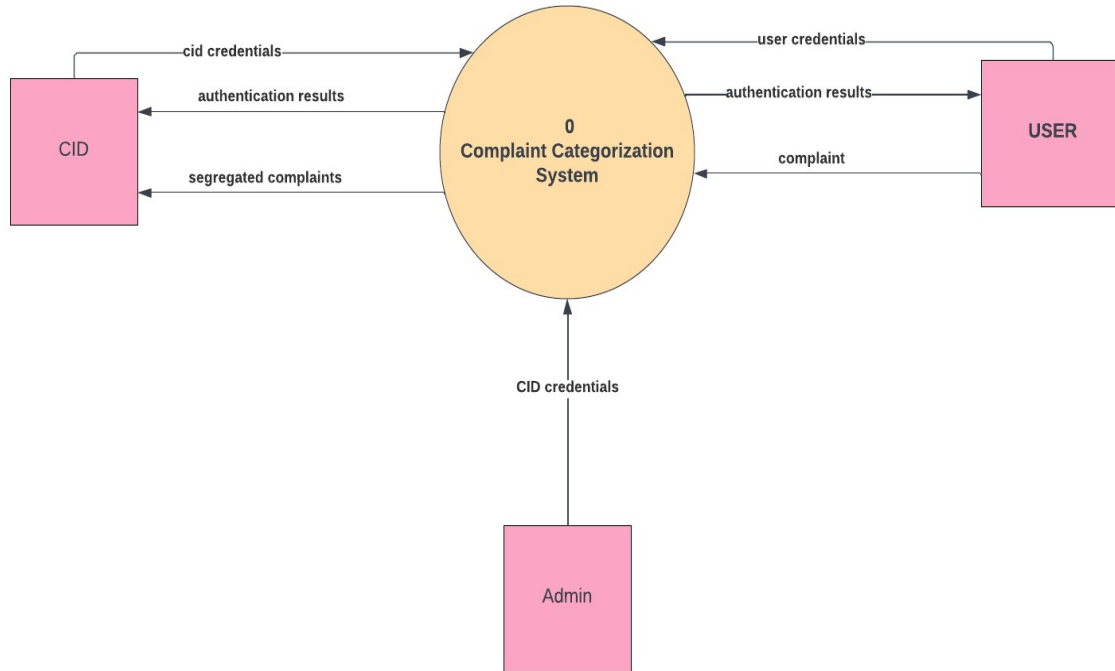 cid credentials
user credentials
authentication results
authentication results
0
Complaint Categorization
System
CID
USER
complaint
segregated complaints
CID credentials
Admin